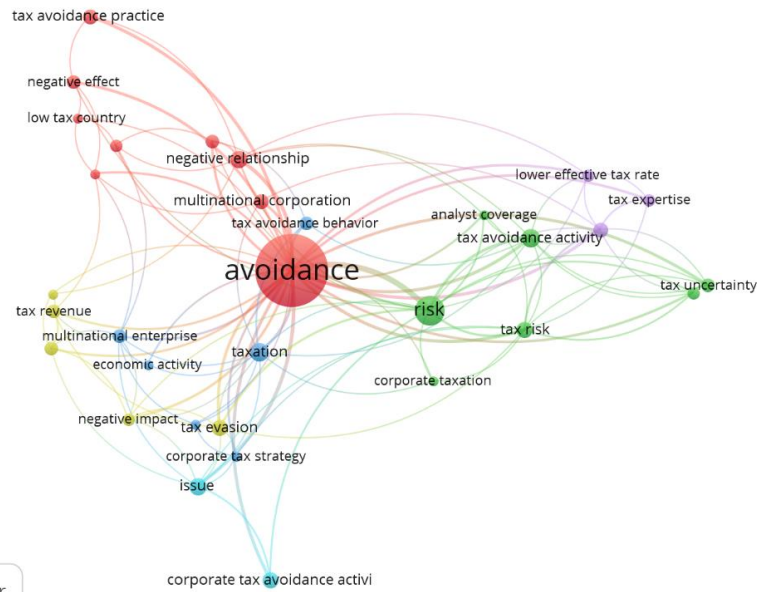 tax avoidance practice
negative effect
low tax country
negative relationship
lower effective tax rate
multinational corporation
tax expertise
analyst coverage
tax avoidance behavior
tax avoidance activity
avoidance
tax uncertainty
tax revenue
risk
tax risk
multinational enterprise
taxation
economic activity
corporate taxation
negative impact
tax evasion
corporate tax strategy
issue
corporate tax avoidance activi
r